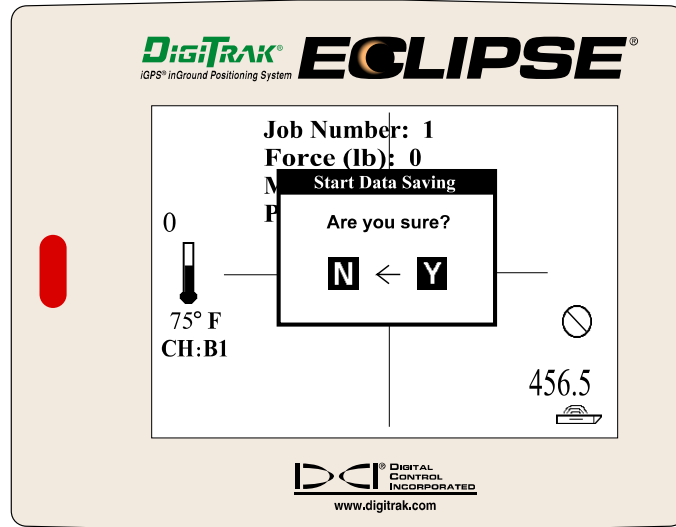 DIGITRAK® ECLIPSE®
iGPS® inGround Positioning System
Job Number: 1
Force (lb): 0
M
P
Start Data Saving
Are you sure?
N ← Y
0
75° F
CH:B1
456.5
DCI® DIGITAL
CONTROL
INCORPORATED
www.digitrak.com